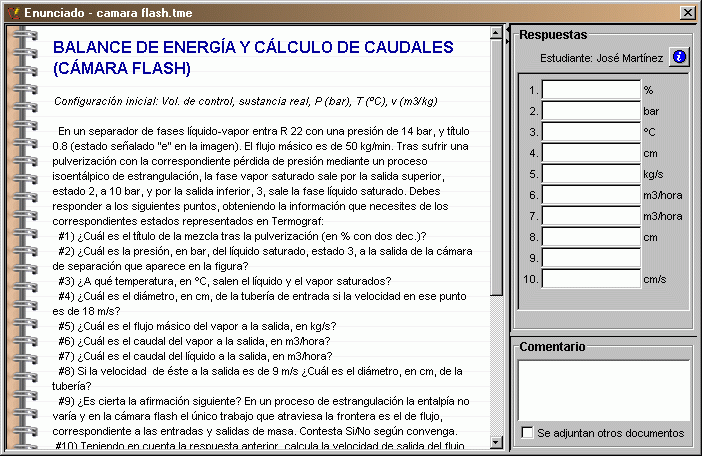 Enunciado - camara flash.tme
BALANCE DE ENERGÍA Y CÁLCULO DE CAUDALES
(CÁMARA FLASH)
Configuración inicial: Vol. de control, sustancia real, P (bar), T (ºC), v (m3/kg)
En un separador de fases líquido-vapor entra R 22 con una presión de 14 bar, y título
0.8 (estado señalado "e" en la imagen). El flujo másico es de 50 kg/min. Tras sufrir una
pulverización con la correspondiente pérdida de presión mediante un proceso
isoentálpico de estrangulación, la fase vapor saturado sale por la salida superior,
estado 2, a 10 bar, y por la salida inferior, 3, sale la fase líquido saturado. Debes
responder a los siguientes puntos, obteniendo la información que necesites de los
correspondientes estados representados en Termograf:
#1) ¿Cuál es el título de la mezcla tras la pulverización (en % con dos dec.)?
#2) ¿Cuál es la presión, en bar, del líquido saturado, estado 3, a la salida de la cámara
de separación que aparece en la figura?
#3) ¿A qué temperatura, en ºC, salen el líquido y el vapor saturados?
#4) ¿Cuál es el diámetro, en cm, de la tubería de entrada si la velocidad en ese punto
es de 18 m/s?
#5) ¿Cuál es el flujo másico del vapor a la salida, en kg/s?
#6) ¿Cuál es el caudal del vapor a la salida, en m3/hora?
#7) ¿Cuál es el caudal del líquido a la salida, en m3/hora?
#8) Si la velocidad de éste a la salida es de 9 m/s ¿Cuál es el diámetro, en cm, de la
tubería?
#9) ¿Es cierta la afirmación siguiente? En un proceso de estrangulación la entalpía no
varía y en la cámara flash el único trabajo que atraviesa la frontera es el de flujo,
correspondiente a las entradas y salidas de masa. Contesta Si/No según convenga.
#10) Teniendo en cuenta la respuesta anterior, calcula la velocidad de salida del flujo
Respuestas
Estudiante: José Martínez
1. %
2. bar
3. ºC
4. cm
5. kg/s
6. m3/hora
7. m3/hora
8. cm
9.
10. cm/s
Comentario
Se adjuntan otros documentos